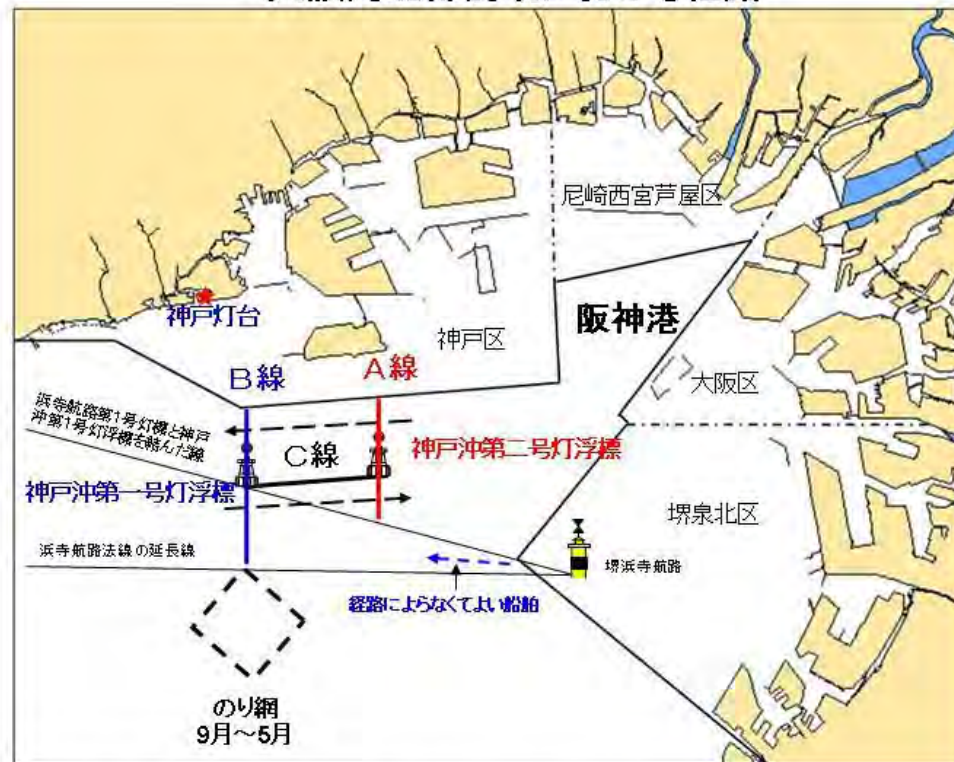 尼崎西宮芦屋区
神戸灯台
阪神港
神戸区
B線
A線
大阪区
浜寺航路第1号灯標と神戸
沖第1号灯浮標を結んだ線
C線
神戸沖第二号灯浮標
神戸沖第一号灯浮標
堺泉北区
浜寺航路法線の延長線
堺浜寺航路
経路によらなくてよい船舶
のり網
9月～5月